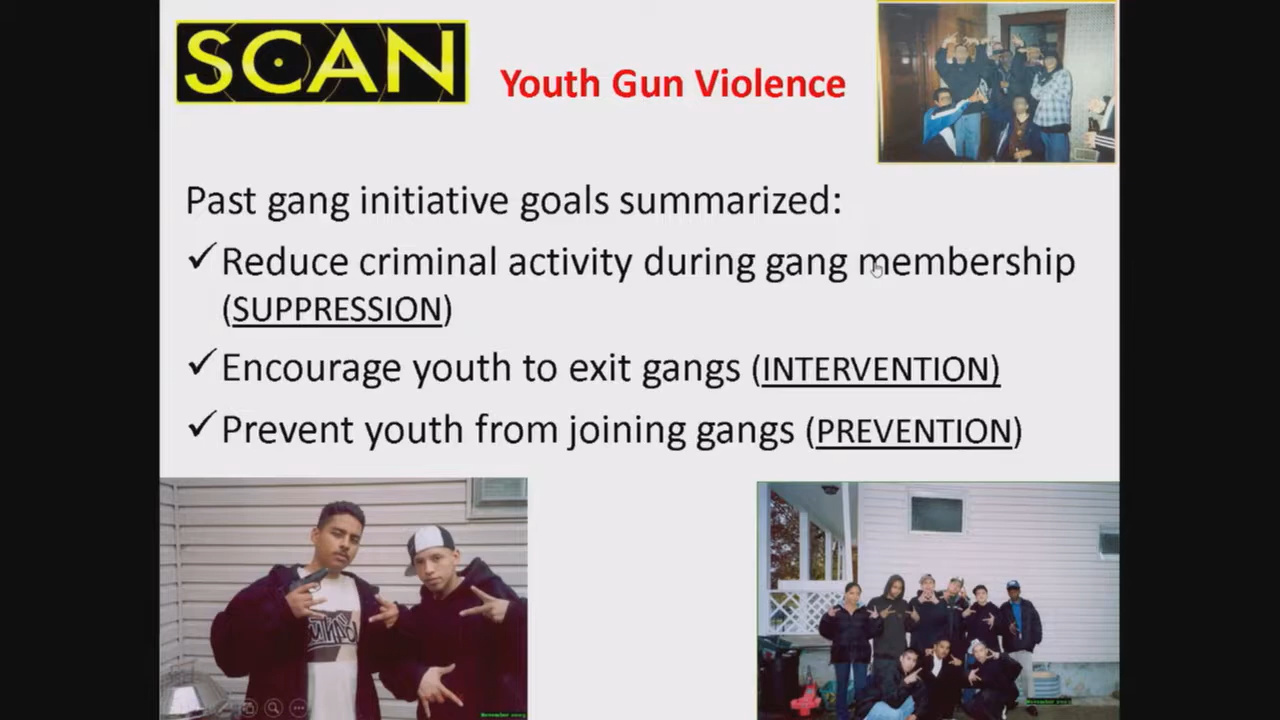 SCAN
Youth Gun Violence
Past gang initiative goals summarized:
✓Reduce criminal activity during gang membership
(SUPPRESSION)
✓Encourage youth to exit gangs (INTERVENTION)
✓Prevent youth from joining gangs (PREVENTION)